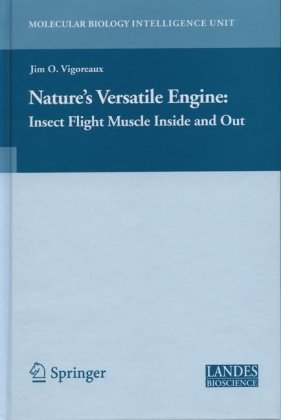 MOLECULAR BIOLOGY INTELLIGENCE UNIT
Jim O. Vigoreaux
Nature's Versatile Engine:
Insect Flight Muscle Inside and Out
Springer
LANDES
BIOSCIENCE